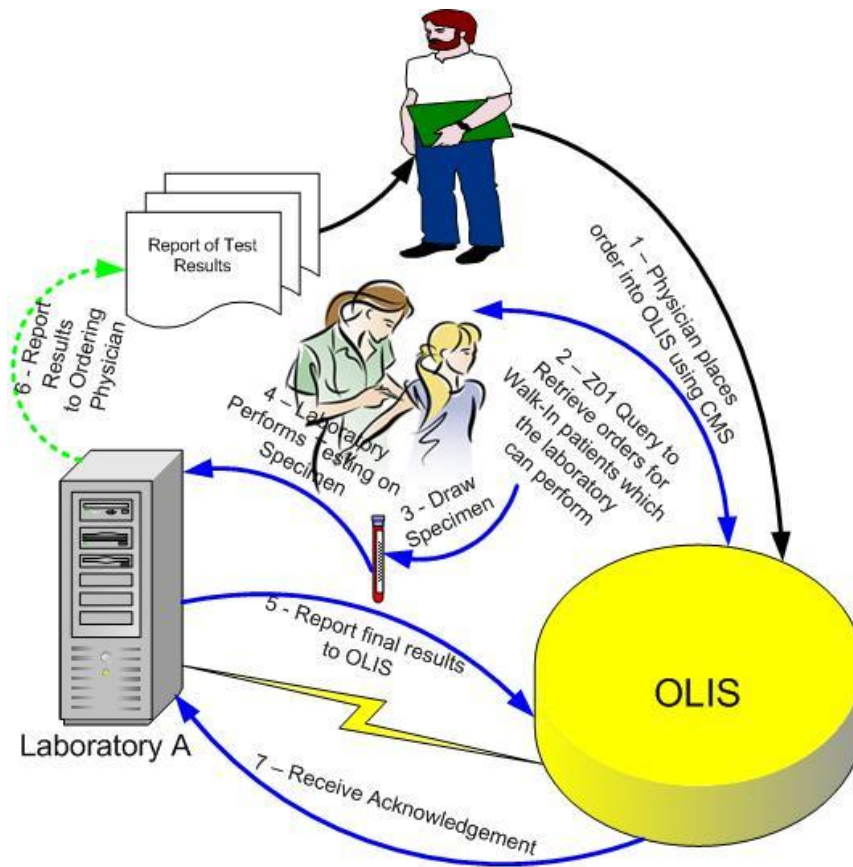 Report of Test
Results
1 – Physician places
order into OLIS using CMS
2 – Z01 Query to
Retrieve orders for
Walk-In patients which
the laboratory
can perform
3 - Draw
Specimen
4 – Laboratory
Performs Testing on
Specimen
5 - Report final results
to OLIS
6 - Report
Results
to Ordering
Physician
7 – Receive Acknowledgement
Laboratory A
OLIS